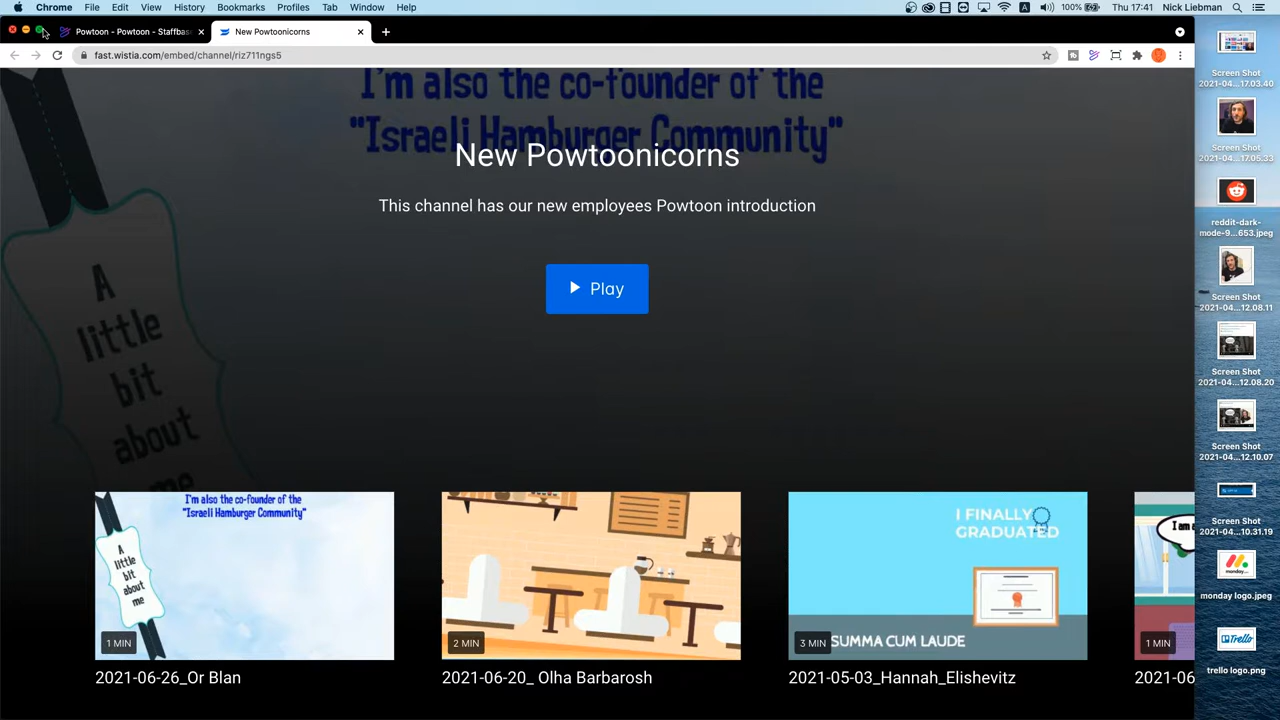 Chrome File Edit View History Bookmarks Profiles Tab Window Help
100% Thu 17:41 Nick Liebman
Powtoon - Powtoon - Staffbas
New Powtoonicorns
fast.wistia.com/embed/channel/riz711ngs5
I'm also the co-founder of the
"Israeli Hamburger Community"
New Powtoonicorns
This channel has our new employees Powtoon introduction
Play
A
little
bit
about
me
I'm also the co-founder of the
"Israeli Hamburger Community"
A
little
bit
about
me
1 MIN
2021-06-26_Or Blan
2 MIN
2021-06-20_ Olha Barbarosh
I FINALLY
GRADUATED
3 MIN
SUMMA CUM LAUDE
2021-05-03_Hannah_Elishevitz
I am a
1 MIN
2021-06
Screen Shot
2021-04...17.03.40
Screen Shot
2021-04...17.05.33
reddit-dark-
mode-9...653.jpeg
Screen Shot
2021-04...12.08.11
Screen Shot
2021-04...12.08.20
Screen Shot
2021-04...12.10.07
Screen Shot
2021-04...10.31.19
monday
monday logo.jpeg
Trello
trello logo.png